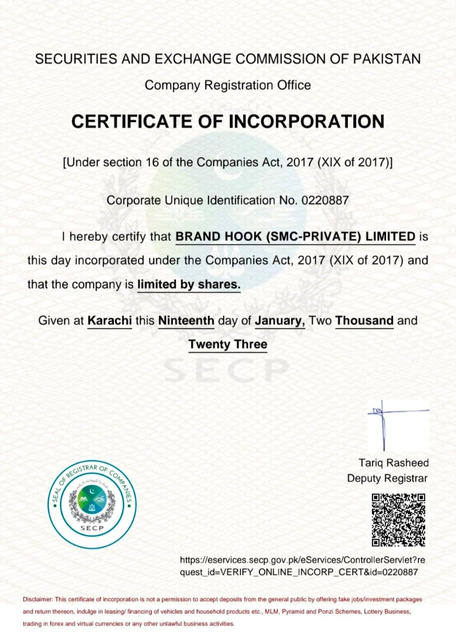 SECURITIES AND EXCHANGE COMMISSION OF PAKISTAN
Company Registration Office
CERTIFICATE OF INCORPORATION
[Under section 16 of the Companies Act, 2017 (XIX of 2017)]
Corporate Unique Identification No. 0220887
I hereby certify that BRAND HOOK (SMC-PRIVATE) LIMITED is
this day incorporated under the Companies Act, 2017 (XIX of 2017) and
that the company is limited by shares.
Given at Karachi this Ninteenth day of January, Two Thousand and
Twenty Three
SECP
Tariq Rasheed
Deputy Registrar
SEAL OF REGISTRAR OF COMPANIES
SECP
https://eservices.secp.gov.pk/eServices/ControllerServlet?re
quest_id=VERIFY_ONLINE_INCORP_CERT&id=0220887
Disclaimer: This certificate of incorporation is not a permission to accept deposits from the general public by offering fake jobs/investment packages
and return thereon, indulge in leasing/ financing of vehicles and household products etc., MLM, Pyramid and Ponzi Schemes, Lottery Business,
trading in forex and virtual currencies or any other unlawful business activities.